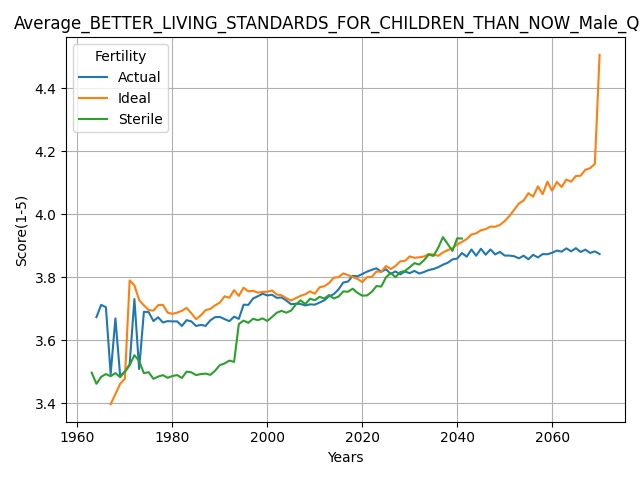 Average_BETTER_LIVING_STANDARDS_FOR_CHILDREN_THAN_NOW_Male_Q
Fertility
Actual
Ideal
Sterile
Score(1-5)
4.4
4.2
4.0
3.8
3.6
3.4
1960 1980 2000 2020 2040 2060
Years